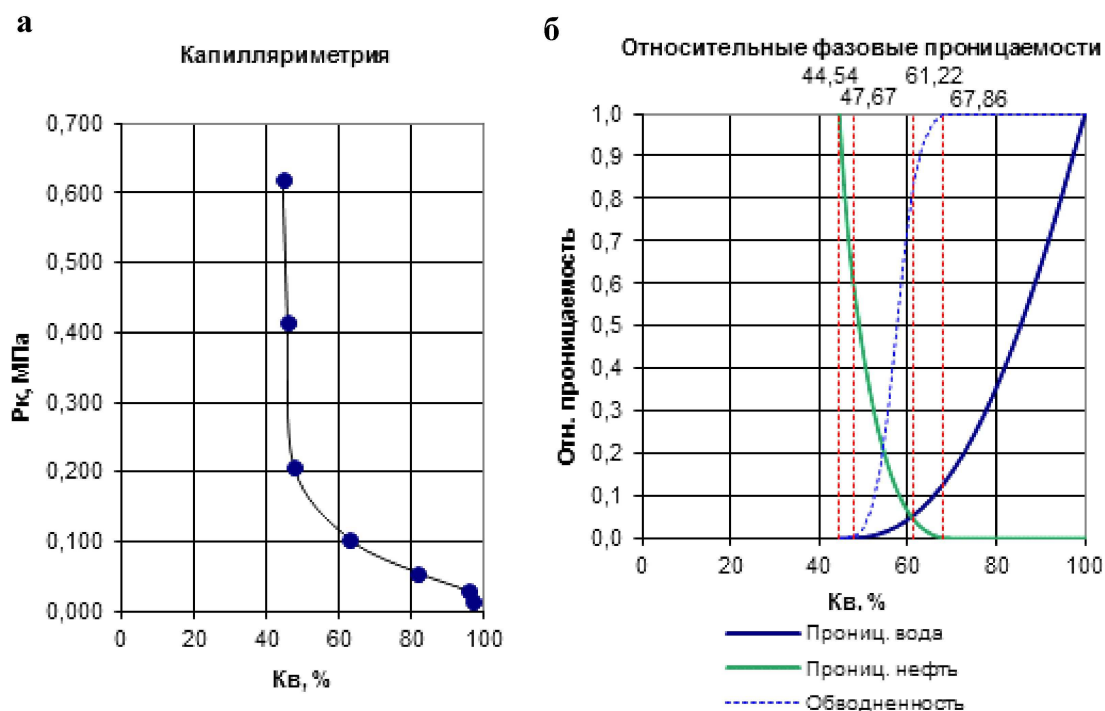 а
Капилляриметрия
Рк, МПа
0,700
0,600
0,500
0,400
0,300
0,200
0,100
0,000
0 20 40 60 80 100
Кв, %
б
Относительные фазовые проницаемости
44,54 61,22
47,67 67,86
Отн. проницаемость
1,0
0,9
0,8
0,7
0,6
0,5
0,4
0,3
0,2
0,1
0,0
0 20 40 60 80 100
Кв, %
Прониц. вода
Прониц. нефть
Обводненность